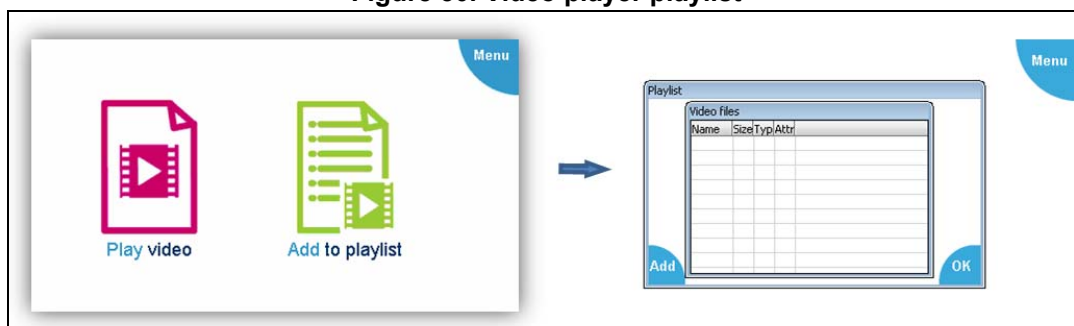 Figure Video player playlist
Menu
Play video
Add to playlist
Menu
Playlist
Video files
Name Size Typ Attr
Add
OK